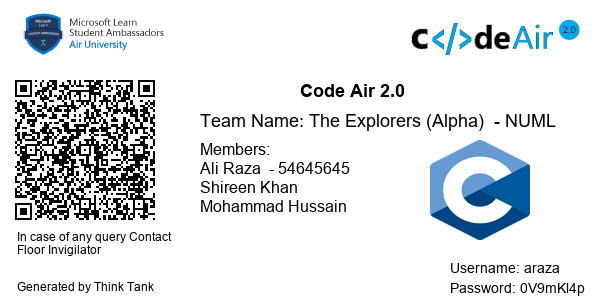 Microsoft Learn
Student Ambassadors
Air University
c</>deAir 2.0
Code Air 2.0
Team Name: The Explorers (Alpha)  - NUML
Members:
Ali Raza  - 54645645
Shireen Khan
Mohammad Hussain
C
In case of any query Contact
Floor Invigilator
Generated by Think Tank
Username: araza
Password: 0V9mKl4p